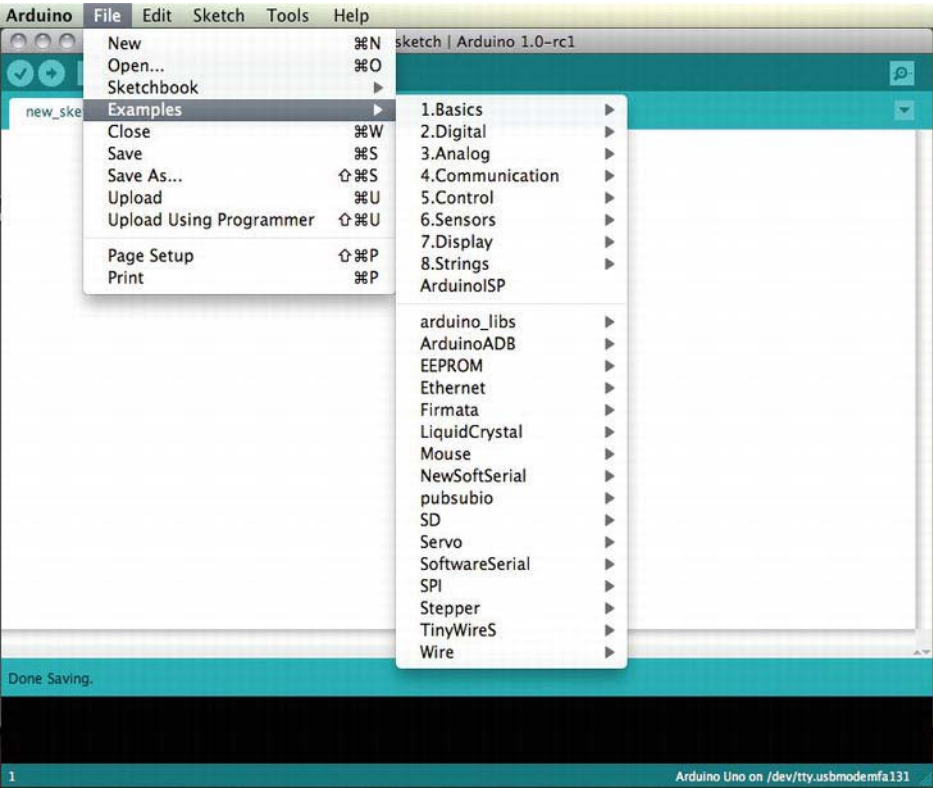 Arduino File Edit Sketch Tools Help
sketch | Arduino 1.0-rc1
new_ske
New ⌘N
Open... ⌘O
Sketchbook
Examples
Close ⌘W
Save ⌘S
Save As... ⇧⌘S
Upload ⌘U
Upload Using Programmer ⇧⌘U
Page Setup ⇧⌘P
Print ⌘P
1.Basics
2.Digital
3.Analog
4.Communication
5.Control
6.Sensors
7.Display
8.Strings
ArduinoISP
arduino_libs
ArduinoADB
EEPROM
Ethernet
Firmata
LiquidCrystal
Mouse
NewSoftSerial
pubsubio
SD
Servo
SoftwareSerial
SPI
Stepper
TinyWireS
Wire
Done Saving.
1 Arduino Uno on /dev/tty.usbmodemfa131